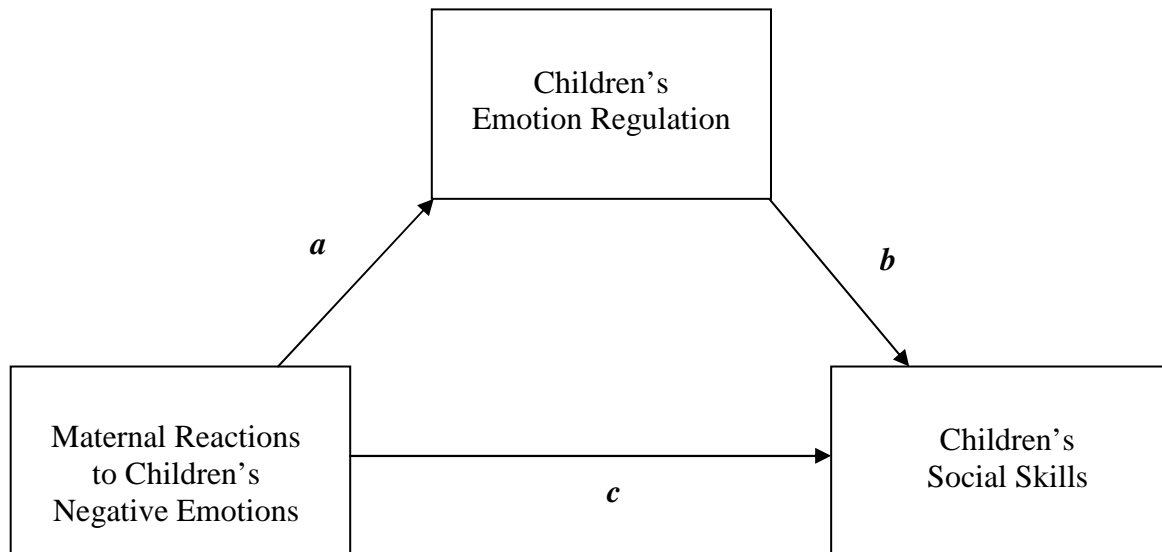 Children’s
Emotion Regulation
a
b
Maternal Reactions
to Children’s
Negative Emotions
c
Children’s
Social Skills